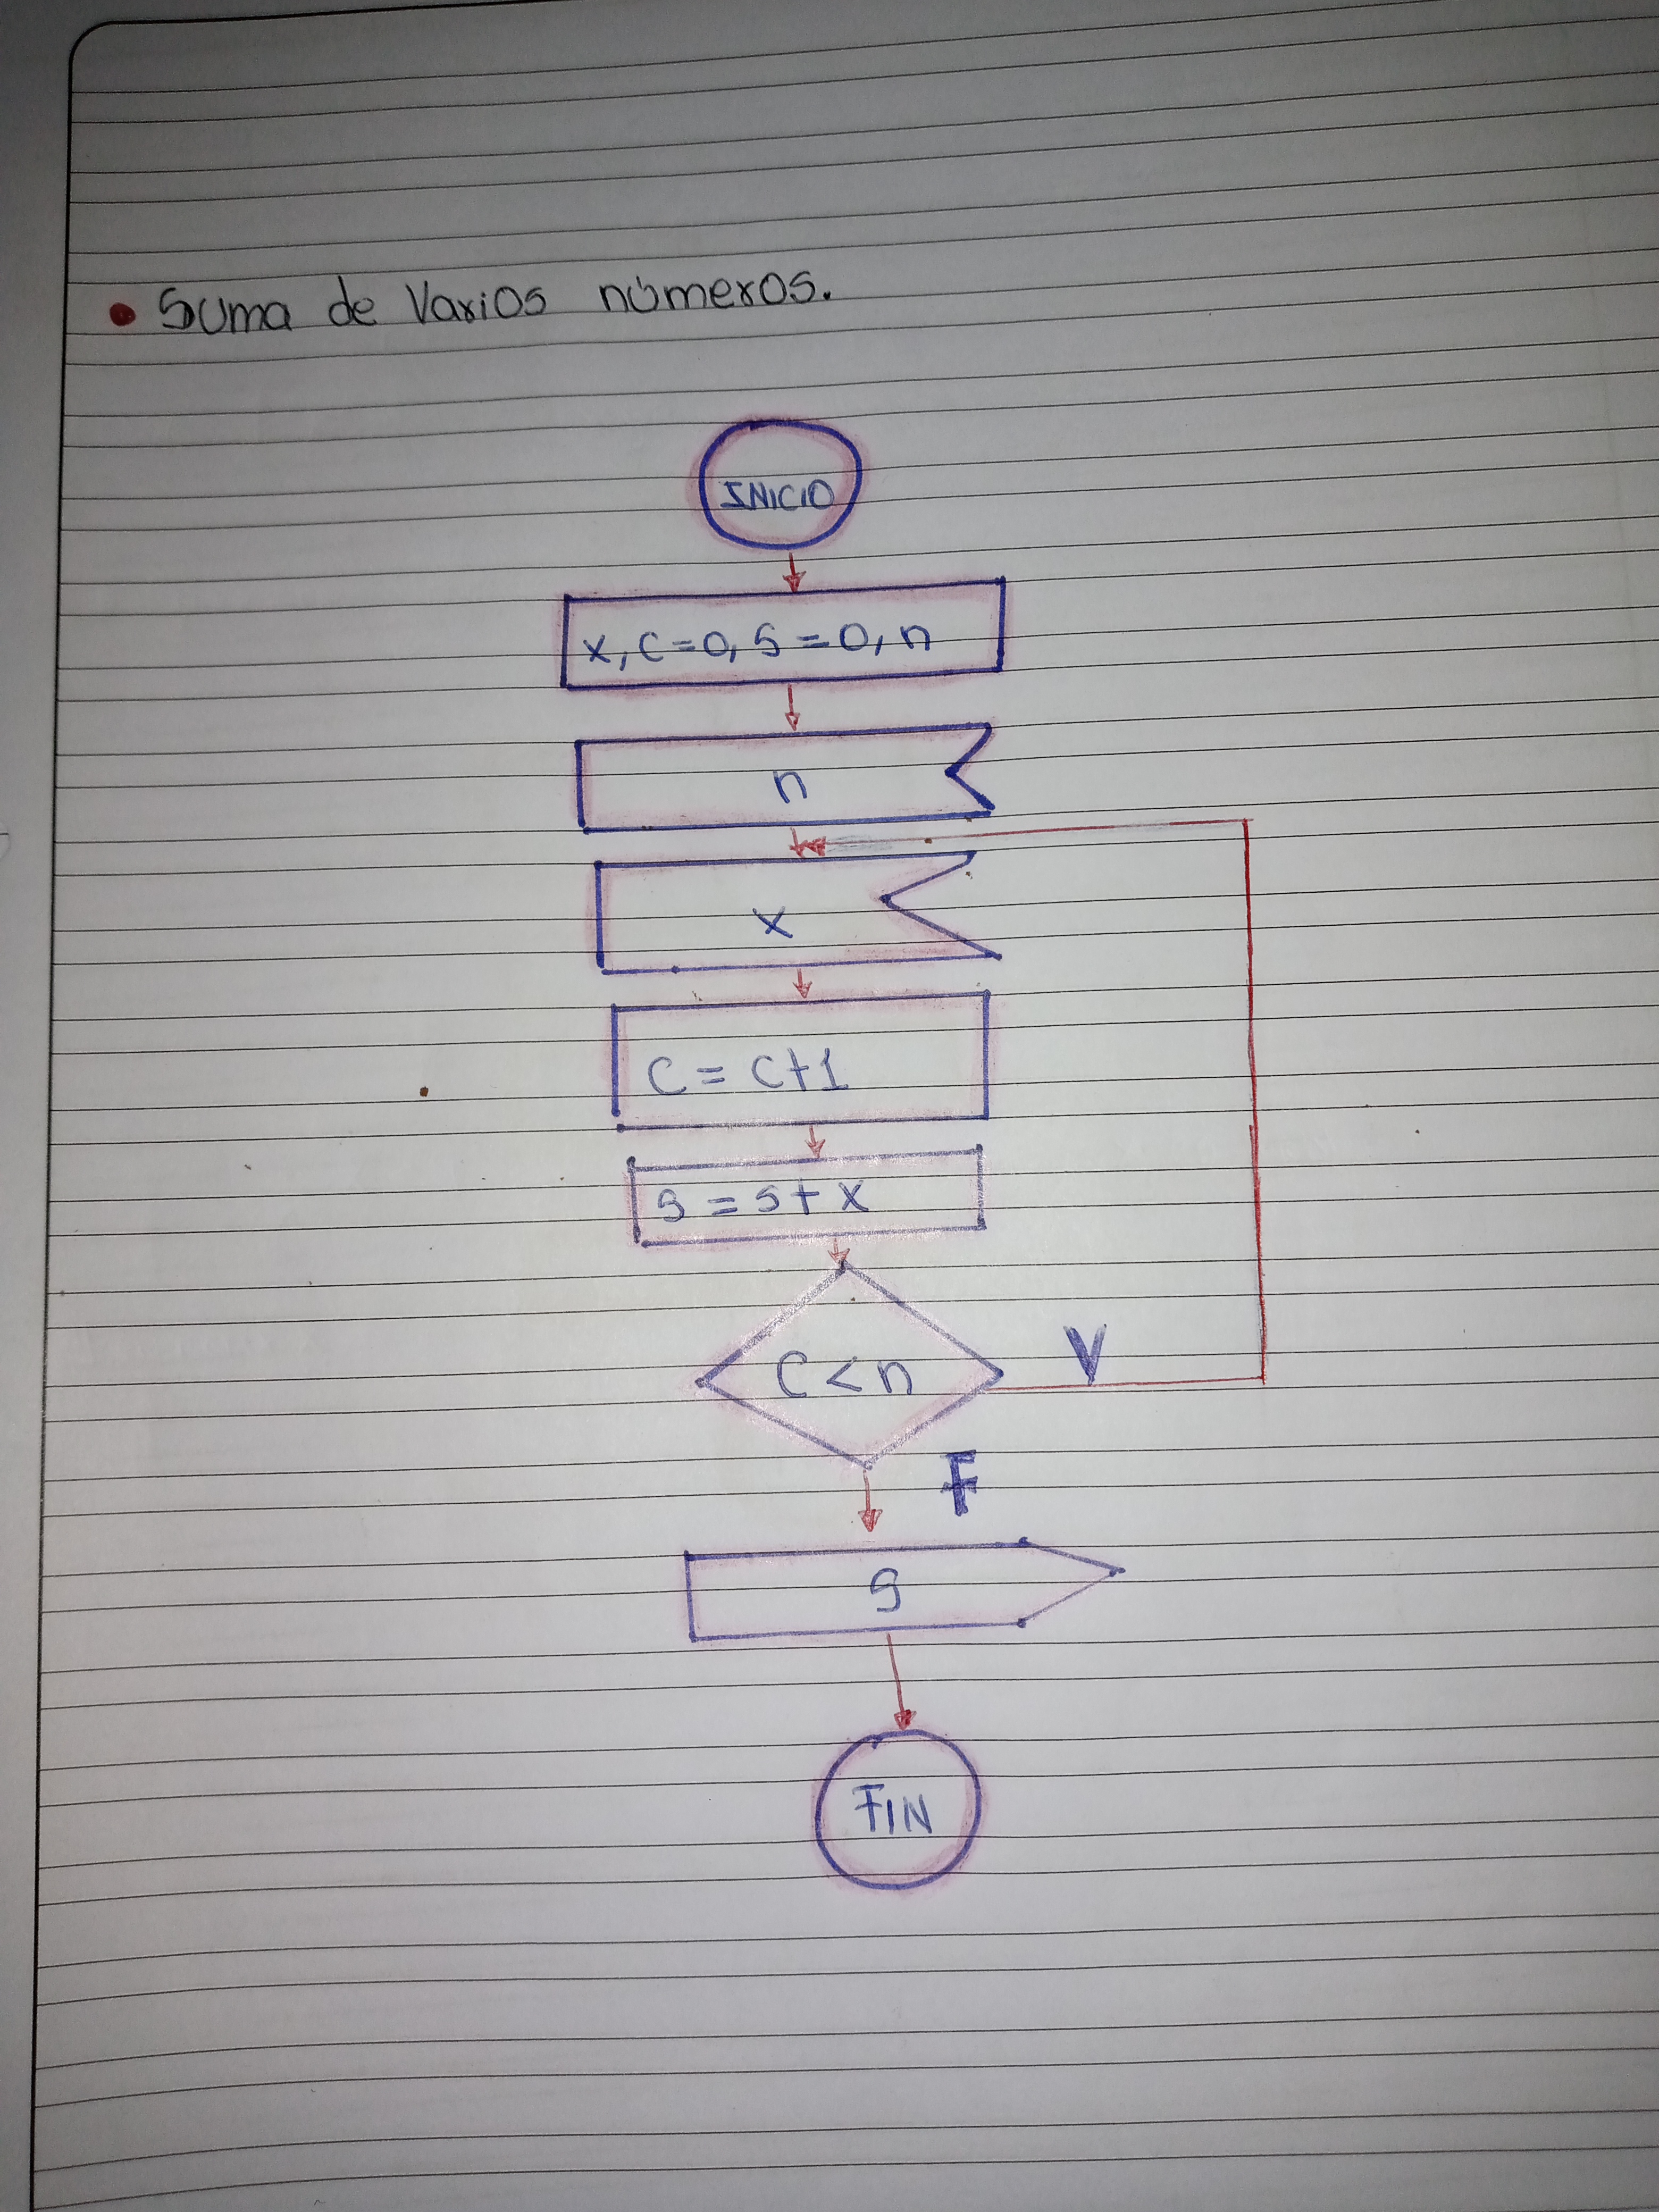 • Suma de varios números.
INICIO
x, c=0, s=0, n
n
x
c = c+1
s = s+x
c < n
V
F
s
FIN